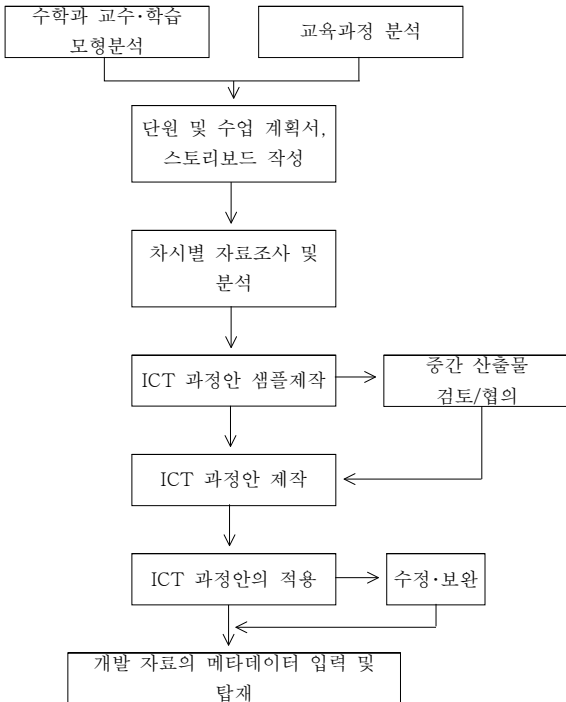 수학과 교수·학습
모형분석
교육과정 분석
단원 및 수업 계획서,
스토리보드 작성
차시별 자료조사 및
분석
ICT 과정안 샘플제작
중간 산출물
검토/협의
ICT 과정안 제작
ICT 과정안의 적용
수정·보완
개발 자료의 메타데이터 입력 및
탑재